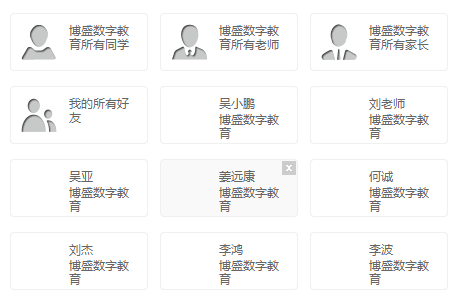 博盛数字教
育所有同学
博盛数字教
育所有老师
博盛数字教
育所有家长
我的所有好
友
吴小鹏
博盛数字教
育
刘老师
博盛数字教
育
吴亚
博盛数字教
育
姜远康
博盛数字教
育
x
何诚
博盛数字教
育
刘杰
博盛数字教
育
李鸿
博盛数字教
育
李波
博盛数字教
育